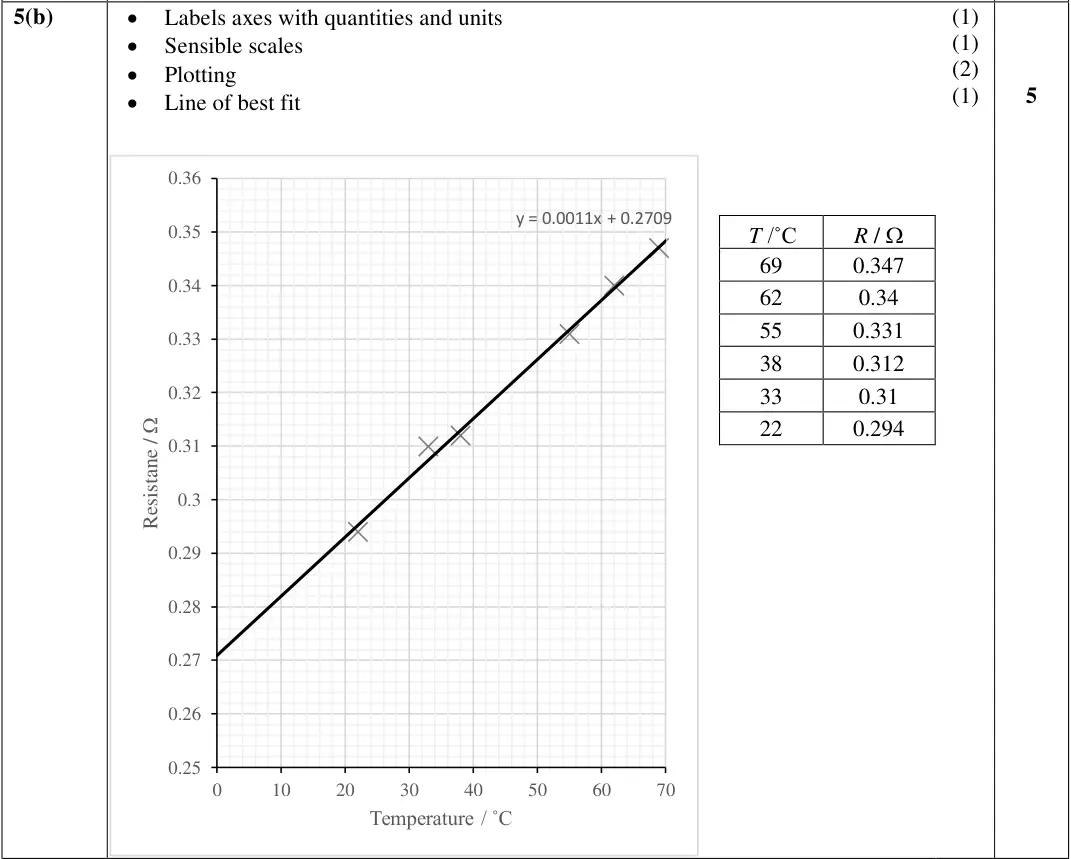 5(b)
• Labels axes with quantities and units (1)
• Sensible scales (1)
• Plotting (2)
• Line of best fit (1) 5
y = 0.0011x + 0.2709
0.36
0.35
0.34
0.33
0.32
0.31
0.3
0.29
0.28
0.27
0.26
0.25
Resistane / Ω
0 10 20 30 40 50 60 70
Temperature / ˚C
T /˚C R / Ω
69 0.347
62 0.34
55 0.331
38 0.312
33 0.31
22 0.294